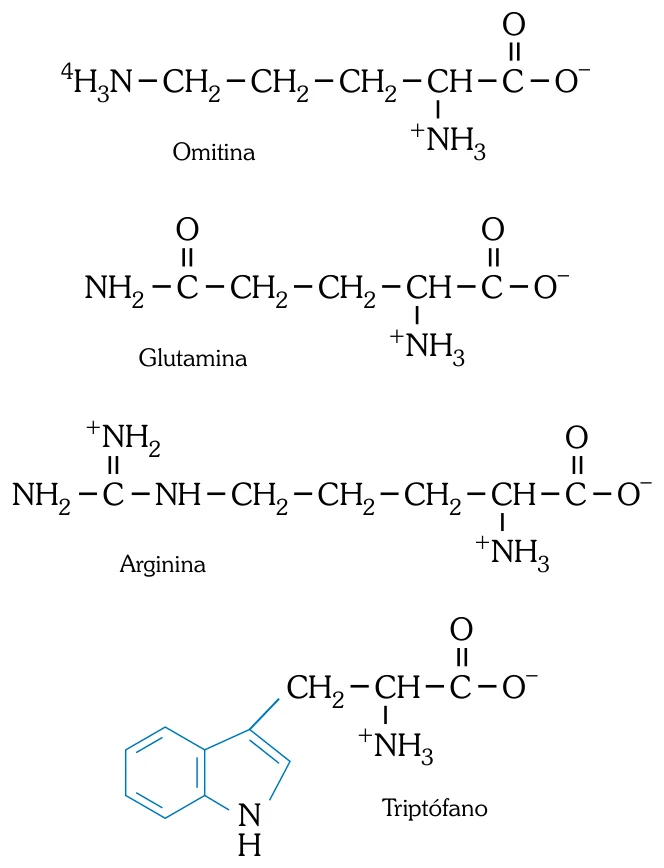 O
⁴H₃N–CH₂–CH₂–CH₂–CH–C–O⁻
⁺NH₃
Omitina
O O
NH₂–C–CH₂–CH₂–CH–C–O⁻
⁺NH₃
Glutamina
⁺NH₂ O
NH₂–C–NH–CH₂–CH₂–CH₂–CH–C–O⁻
⁺NH₃
Arginina
O
CH₂–CH–C–O⁻
⁺NH₃
N
H
Triptófano